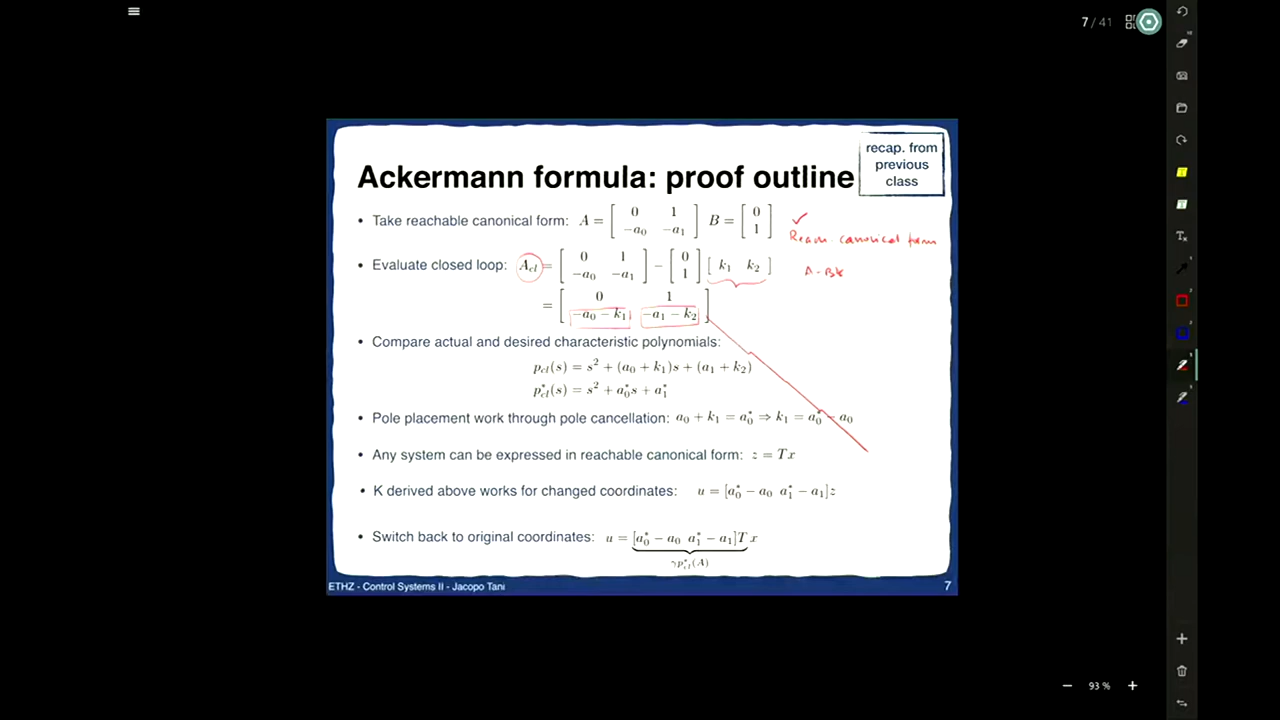 7 / 41
recap. from
previous
class
Ackermann formula: proof outline
• Take reachable canonical form: A = [ 0 1 −a₀ −a₁ ] B = [ 0 1 ] ✓
Reach. canonical form
• Evaluate closed loop: A_cl = [ 0 1 −a₀ −a₁ ] − [ 0 1 ] [ k₁ k₂ ] A-BK
= [ 0 1 −a₀ − k₁ −a₁ − k₂ ]
• Compare actual and desired characteristic polynomials:
p_cl(s) = s² + (a₀ + k₁)s + (a₁ + k₂)
p*_cl(s) = s² + a*₀s + a*₁
• Pole placement work through pole cancellation: a₀ + k₁ = a*₀ ⇒ k₁ = a*₀ − a₀
• Any system can be expressed in reachable canonical form: z = Tx
• K derived above works for changed coordinates: u = [a*₀ − a₀ a*₁ − a₁]z
• Switch back to original coordinates: u = [a*₀ − a₀ a*₁ − a₁]T x
γp*_cl(A)
ETHZ - Control Systems II - Jacopo Tani 7
93 %